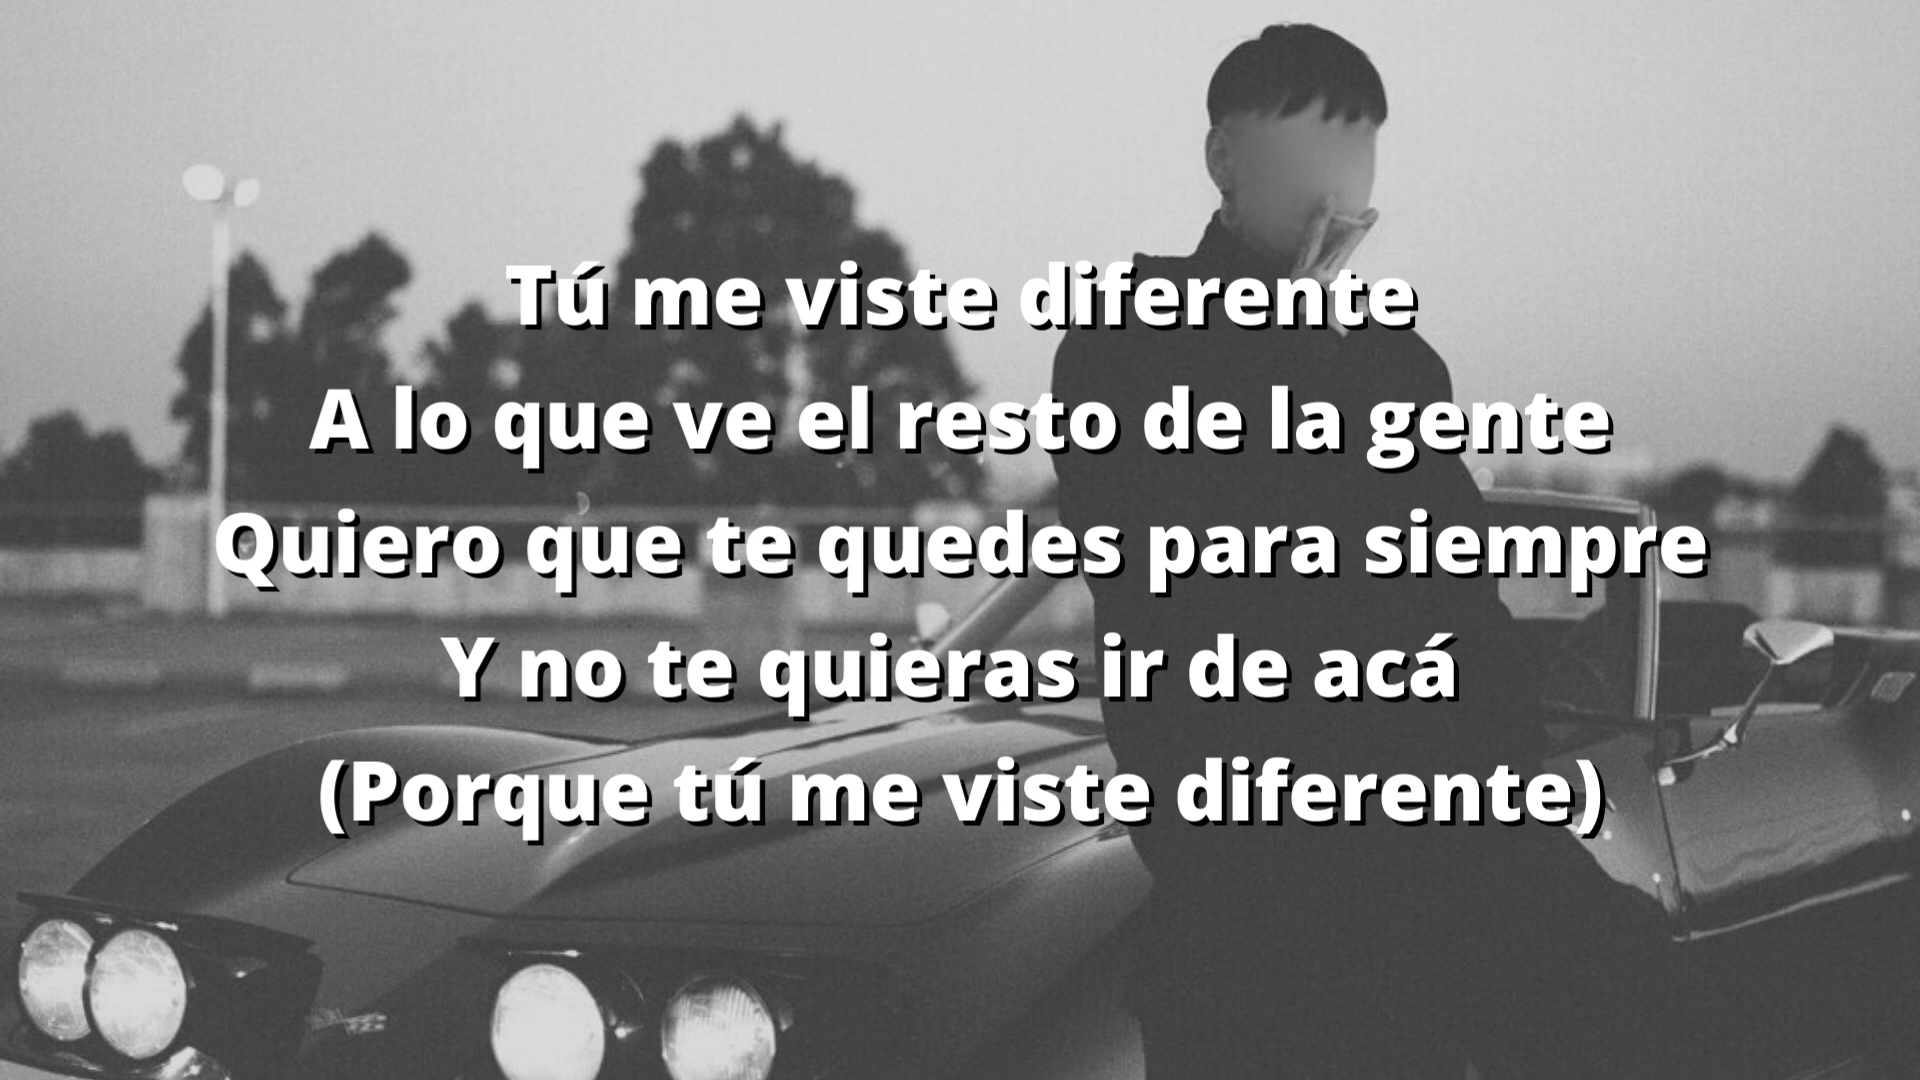 Tú me viste diferente
A lo que ve el resto de la gente
Quiero que te quedes para siempre
Y no te quieras ir de acá
(Porque tú me viste diferente)